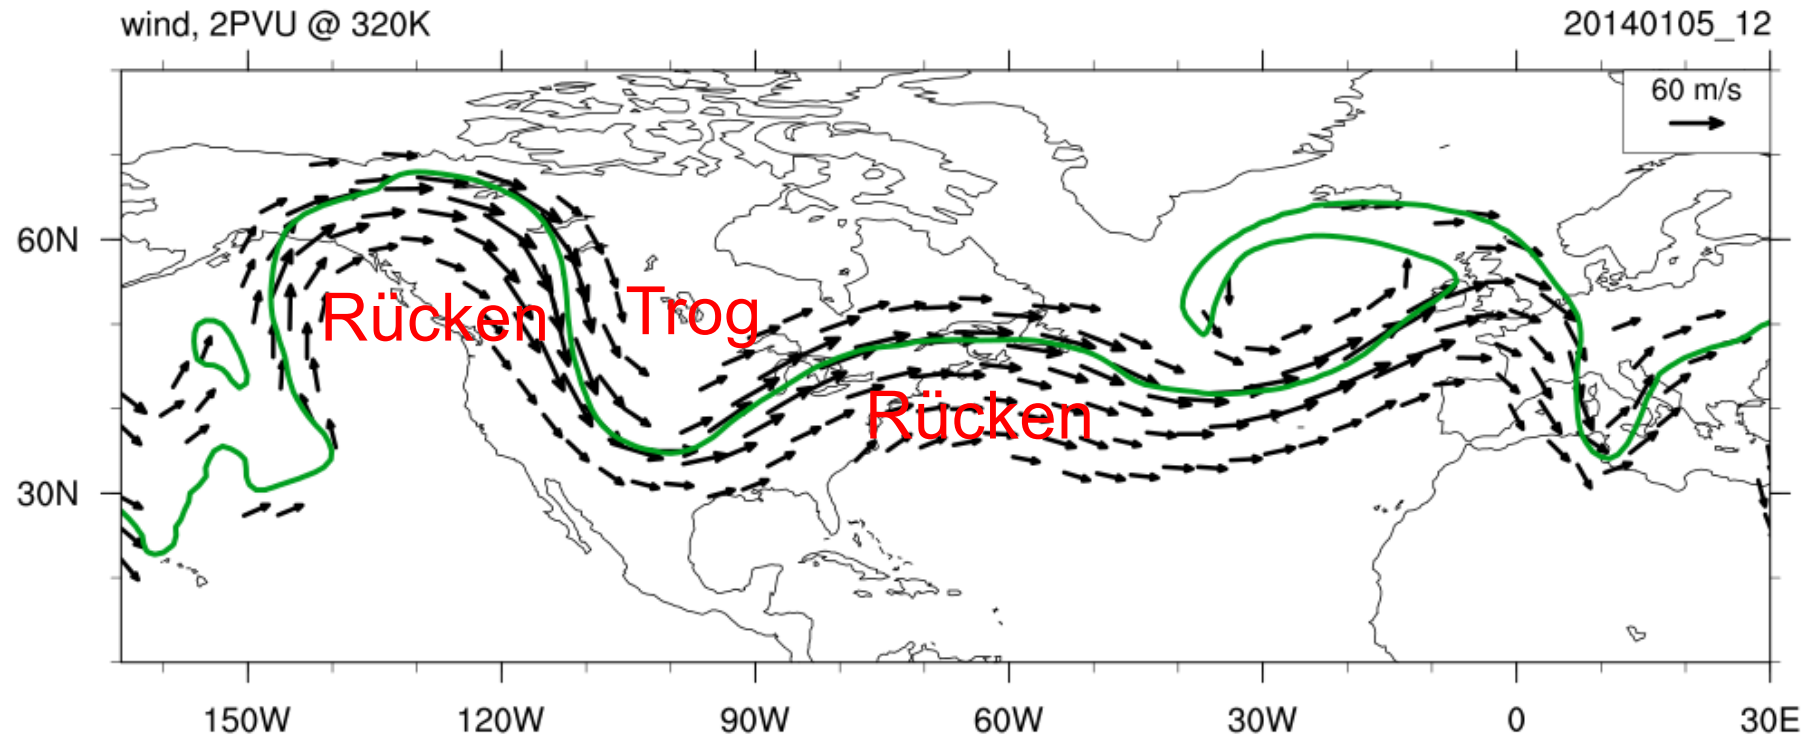 wind, 2PVU @ 320K
20140105_12
60 m/s
60N
Rücken
Trog
Rücken
30N
150W 120W 90W 60W 30W 0 30E